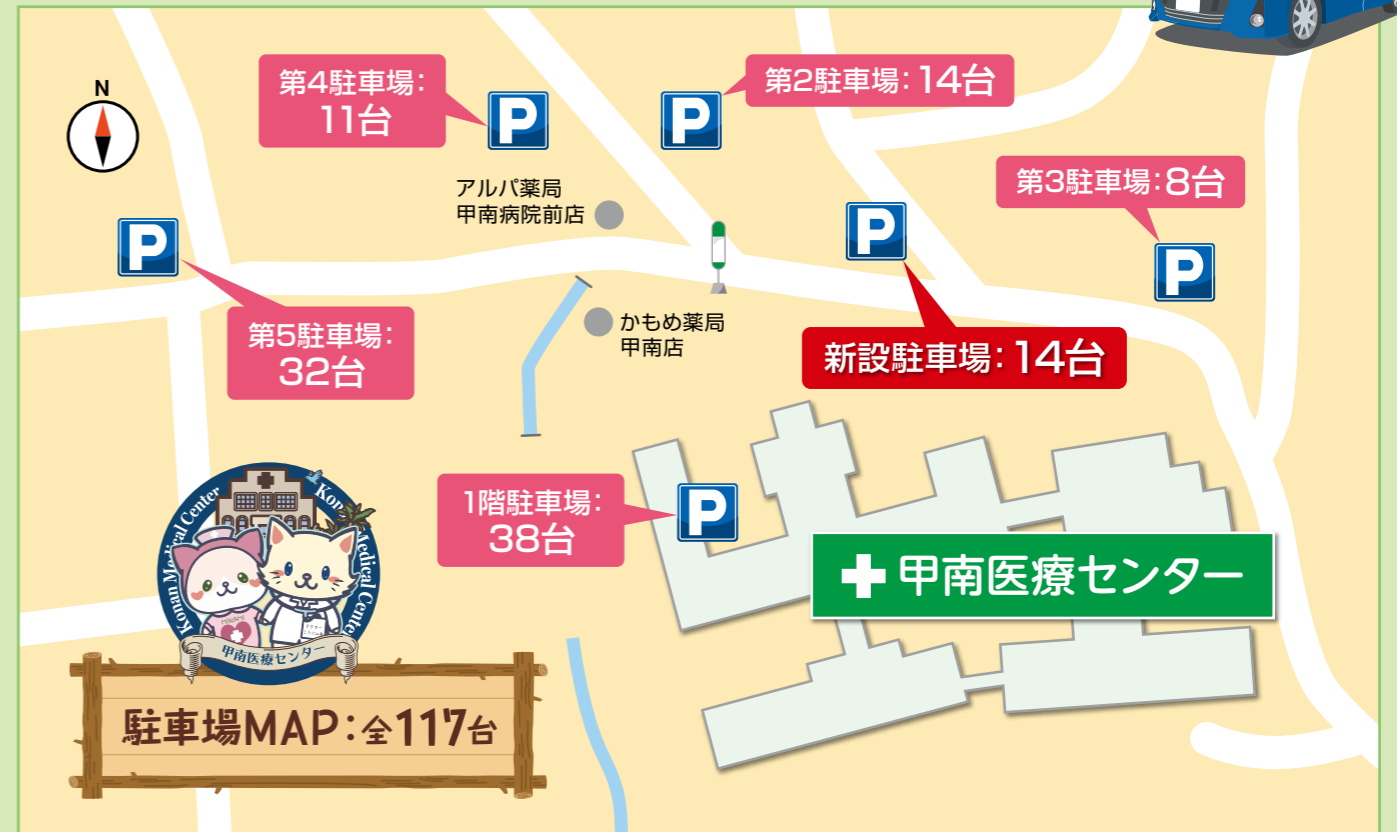 N
第4駐車場：
11台
第2駐車場：14台
アルパ薬局
甲南病院前店
第3駐車場：8台
かもめ薬局
甲南店
第5駐車場：
32台
新設駐車場：14台
1階駐車場：
38台
P
P
P
P
P
P
甲南医療センター
Konan Medical Center
Konan Medical Center
MINAMI
甲南医療センター
駐車場MAP：全117台